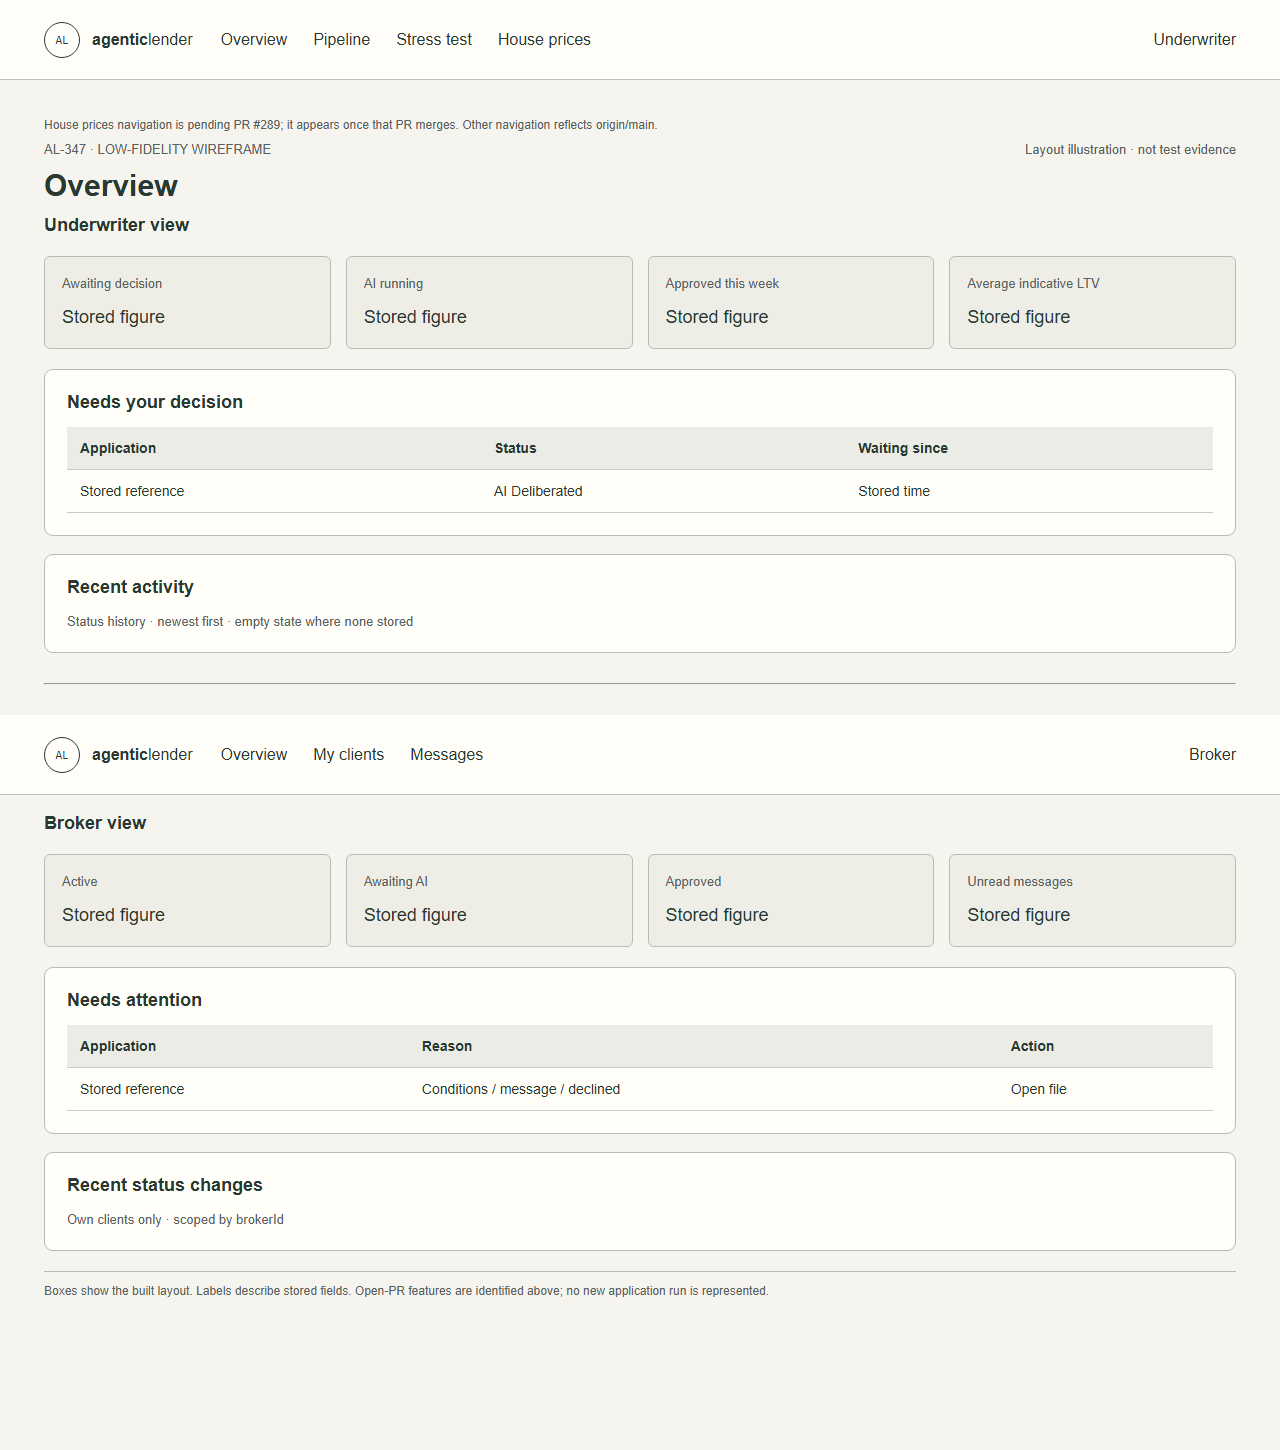 AL agenticlender Overview Pipeline Stress test House prices Underwriter
House prices navigation is pending PR #289; it appears once that PR merges. Other navigation reflects origin/main.
AL-347 · LOW-FIDELITY WIREFRAME Layout illustration · not test evidence
Overview
Underwriter view
Awaiting decision AI running Approved this week Average indicative LTV
Stored figure Stored figure Stored figure Stored figure
Needs your decision
Application Status Waiting since
Stored reference AI Deliberated Stored time
Recent activity
Status history · newest first · empty state where none stored
AL agenticlender Overview My clients Messages Broker
Broker view
Active Awaiting AI Approved Unread messages
Stored figure Stored figure Stored figure Stored figure
Needs attention
Application Reason Action
Stored reference Conditions / message / declined Open file
Recent status changes
Own clients only · scoped by brokerId
Boxes show the built layout. Labels describe stored fields. Open-PR features are identified above; no new application run is represented.